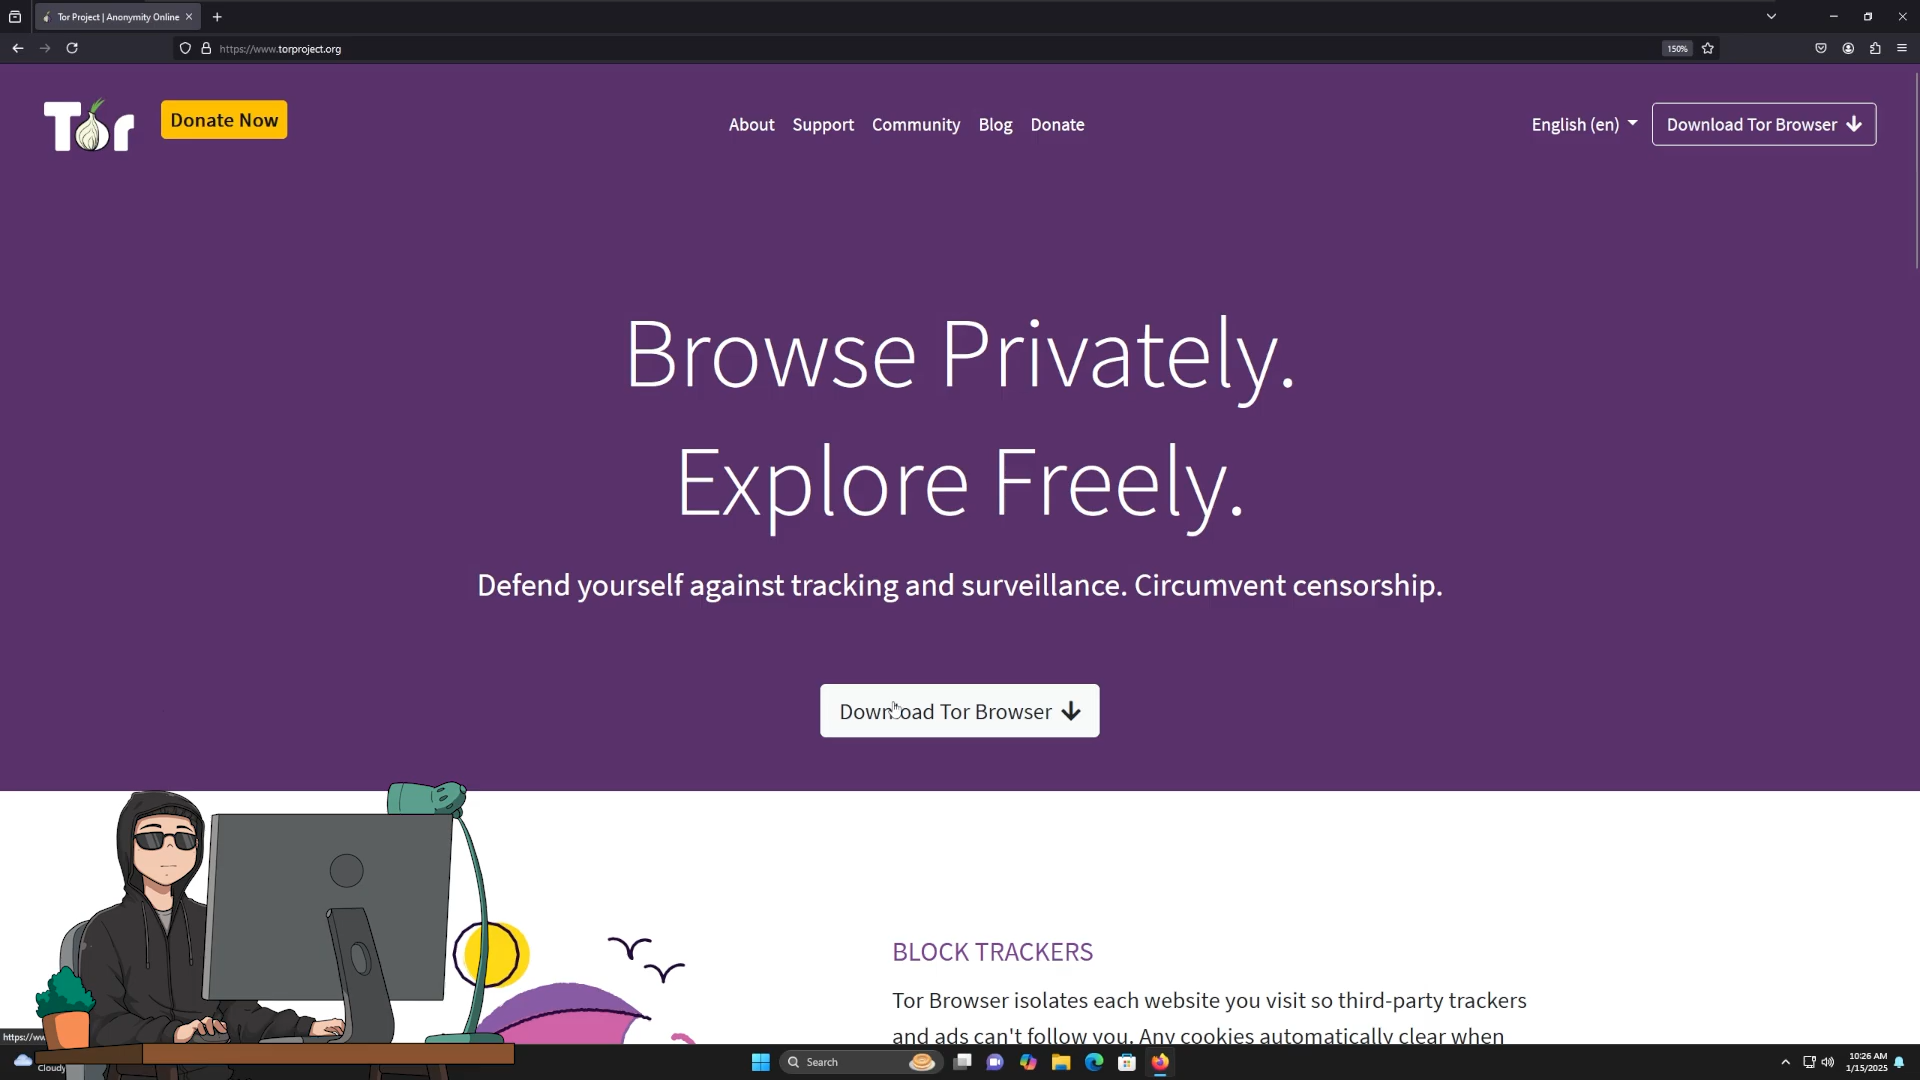 Tor Project | Anonymity Online
https://www.torproject.org
150%
Tor
Donate Now
About
Support
Community
Blog
Donate
English (en)
Download Tor Browser
Browse Privately.
Explore Freely.
Defend yourself against tracking and surveillance. Circumvent censorship.
Download Tor Browser
BLOCK TRACKERS
Tor Browser isolates each website you visit so third-party trackers
and ads can't follow you. Any cookies automatically clear when
https://ww
Cloudy
Search
10:26 AM
1/15/2025